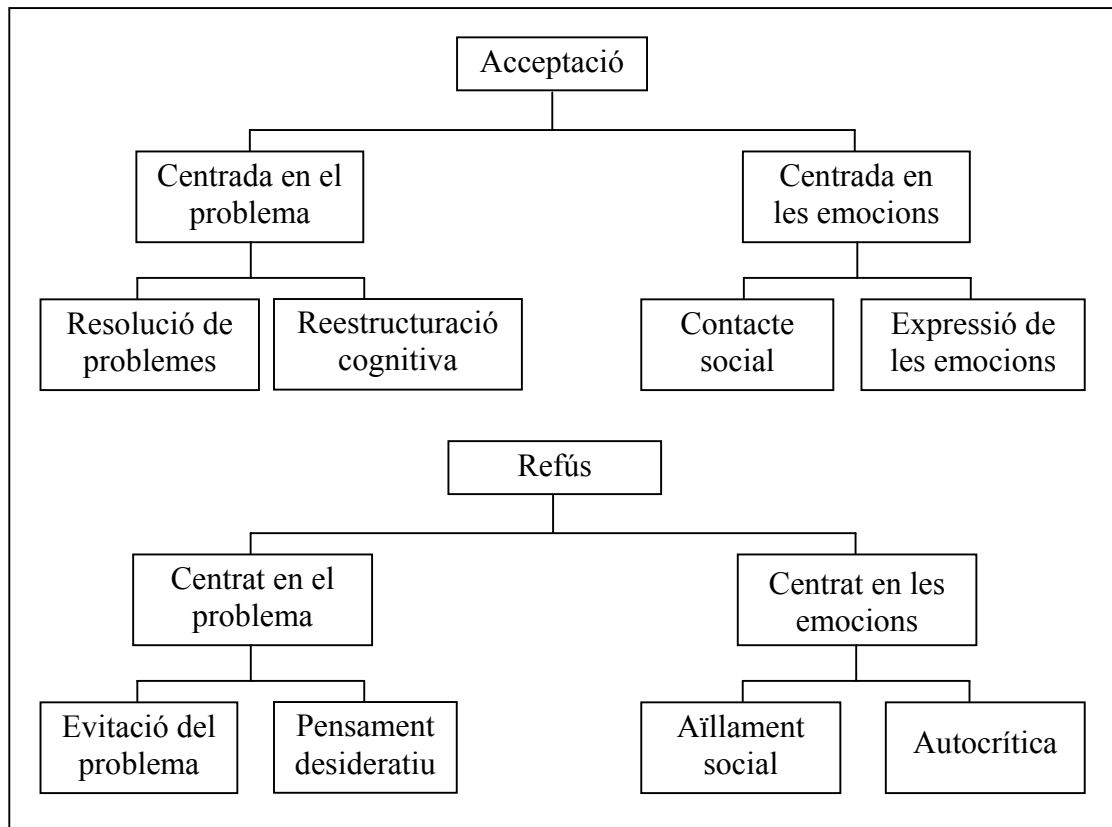 Acceptació
Centrada en el
problema
Centrada en
les emocions
Resolució de
problemes
Reestructuració
cognitiva
Contacte
social
Expressió de
les emocions
Refús
Centrat en el
problema
Centrat en les
emocions
Evitació del
problema
Pensament
desideratiu
Aïllament
social
Autocrítica